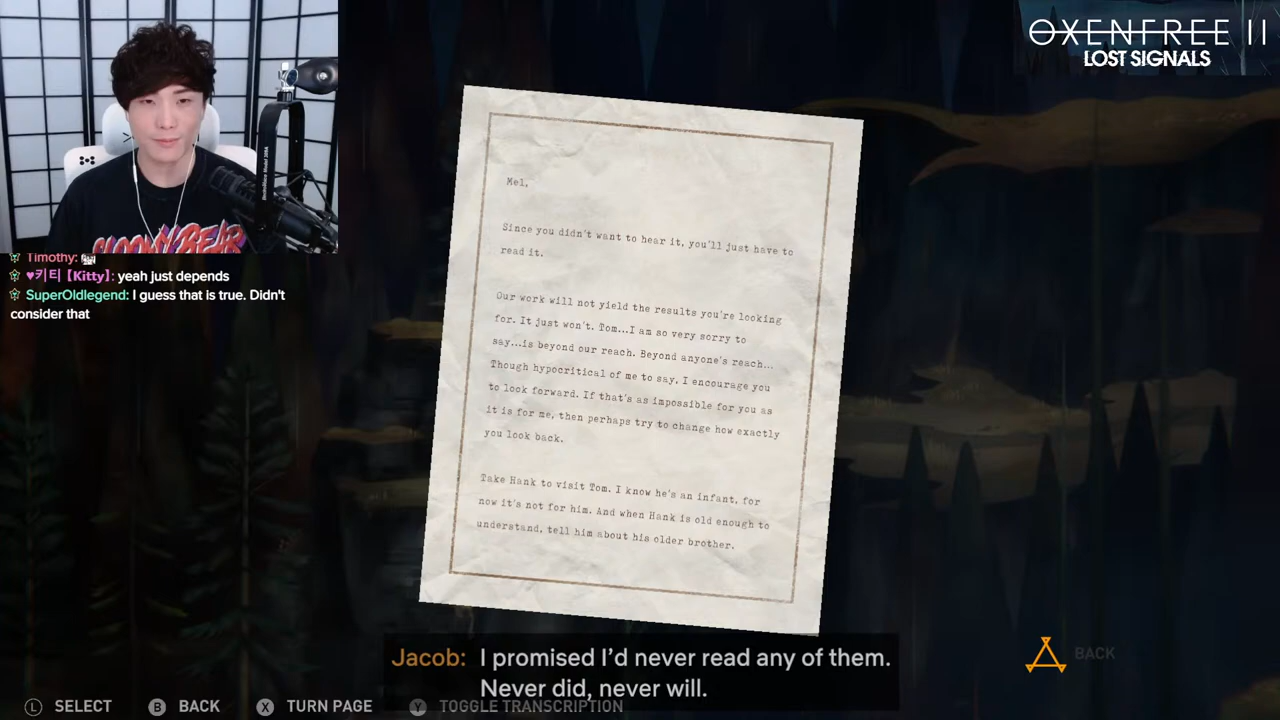 OXENFREE II
LOST SIGNALS
Timothy:
♥키티【Kitty】: yeah just depends
SuperOldlegend: I guess that is true. Didn't
consider that
Mel,
Since you didn't want to hear it, you'll just have to
read it.
Our work will not yield the results you're looking
for. It just won't. Tom...I am so very sorry to
say...is beyond our reach. Beyond anyone's reach...
Though hypocritical of me to say, I encourage you
to look forward. If that's as impossible for you as
it is for me, then perhaps try to change how exactly
you look back.
Take Hank to visit Tom. I know he's an infant, for
now it's not for him. And when Hank is old enough to
understand, tell him about his older brother.
Jacob: I promised I'd never read any of them.
Never did, never will.
BACK
L SELECT B BACK X TURN PAGE Y TOGGLE TRANSCRIPTION